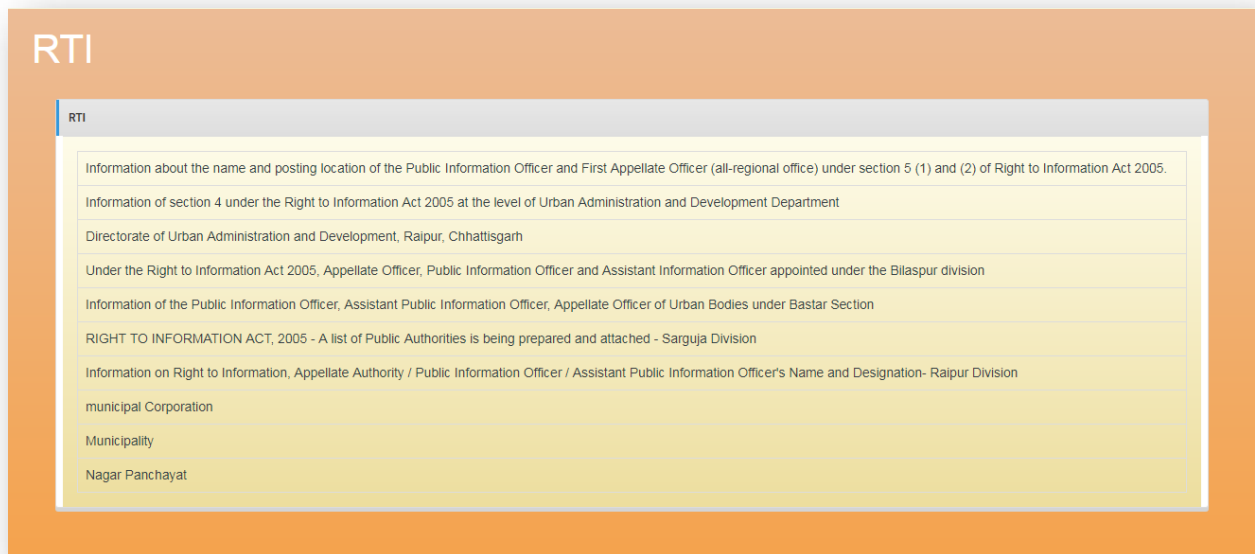 RTI
RTI
Information about the name and posting location of the Public Information Officer and First Appellate Officer (all-regional office) under section 5 (1) and (2) of Right to Information Act 2005.
Information of section 4 under the Right to Information Act 2005 at the level of Urban Administration and Development Department
Directorate of Urban Administration and Development, Raipur, Chhattisgarh
Under the Right to Information Act 2005, Appellate Officer, Public Information Officer and Assistant Information Officer appointed under the Bilaspur division
Information of the Public Information Officer, Assistant Public Information Officer, Appellate Officer of Urban Bodies under Bastar Section
RIGHT TO INFORMATION ACT, 2005 - A list of Public Authorities is being prepared and attached - Sarguja Division
Information on Right to Information, Appellate Authority / Public Information Officer / Assistant Public Information Officer's Name and Designation- Raipur Division
municipal Corporation
Municipality
Nagar Panchayat